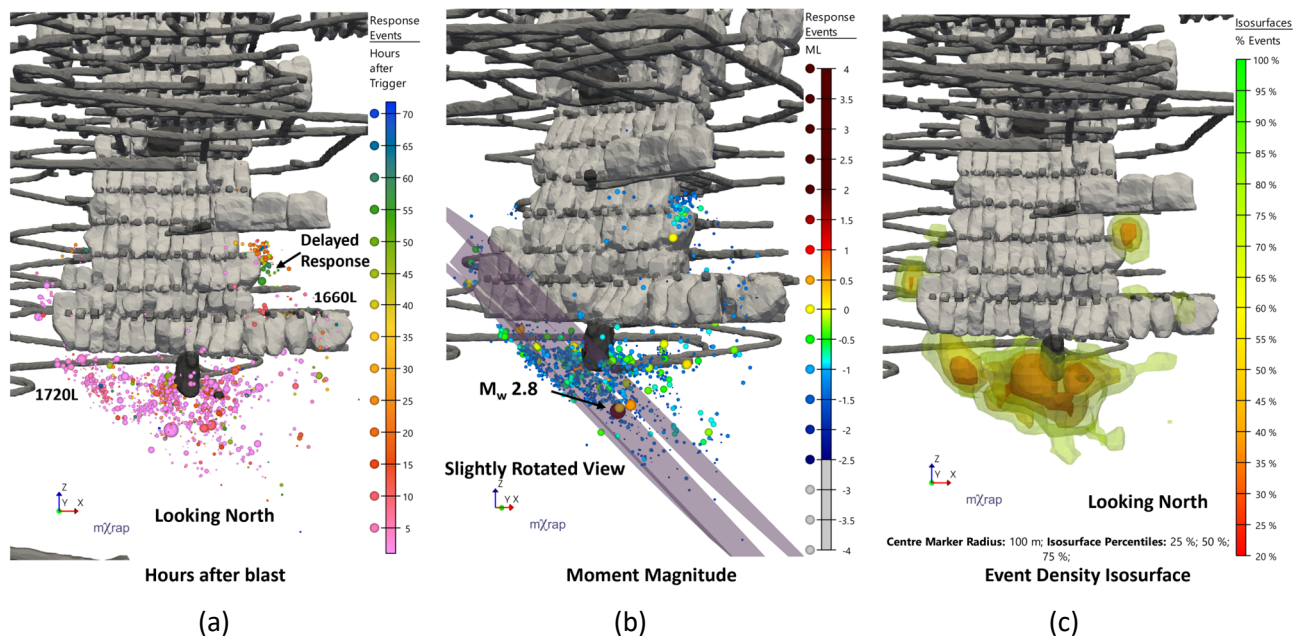 Response
Events
Hours
after
Trigger
70
65
60
55
50
45
40
35
30
25
20
15
10
5
Delayed
Response
1660L
1720L
Z
Y X
mχrap
Looking North
Hours after blast
(a)
Response
Events
ML
4
3.5
3
2.5
2
1.5
1
0.5
0
-0.5
-1
-1.5
-2
-2.5
-3
-3.5
-4
Mw 2.8
Slightly Rotated View
Z
Y X
mχrap
Moment Magnitude
(b)
Isosurfaces
% Events
100 %
95 %
90 %
85 %
80 %
75 %
70 %
65 %
60 %
55 %
50 %
45 %
40 %
35 %
30 %
25 %
20 %
Z
Y X
mχrap
Looking North
Centre Marker Radius: 100 m; Isosurface Percentiles: 25 %; 50 %;
75 %;
Event Density Isosurface
(c)